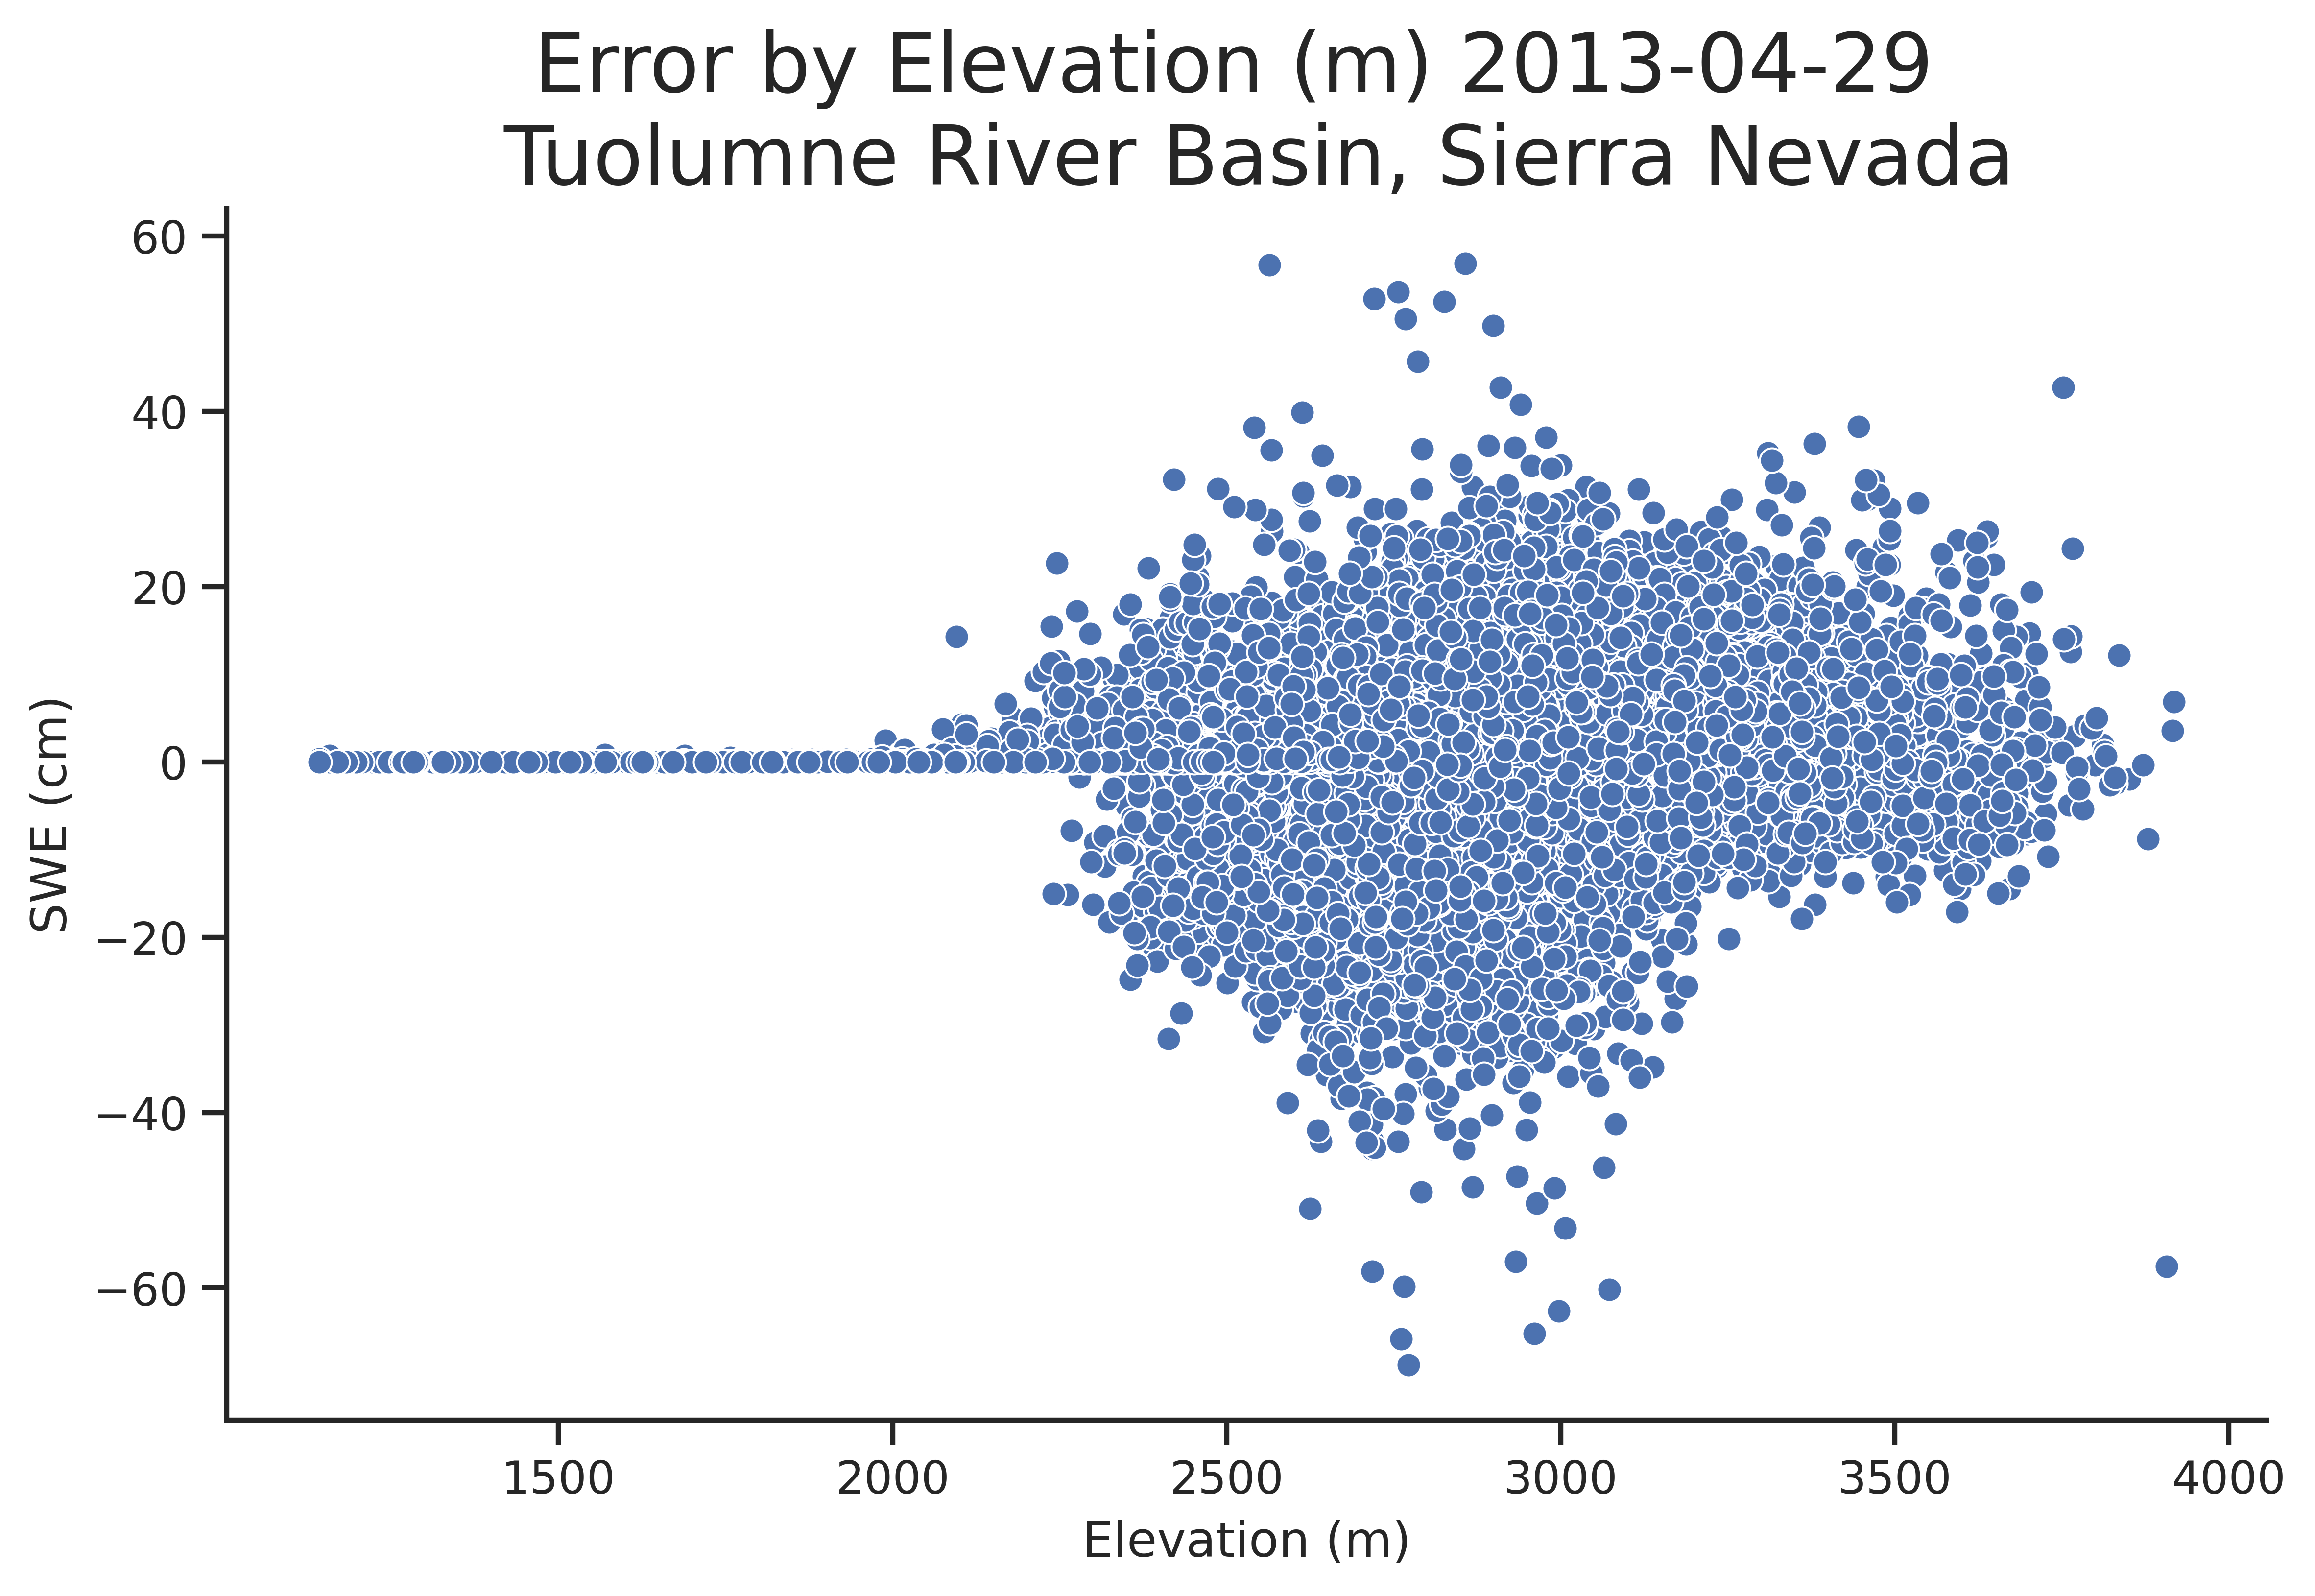 Error by Elevation (m) 2013-04-29
Tuolumne River Basin, Sierra Nevada
60
40
20
0
−20
−40
−60
SWE (cm)
1500 2000 2500 3000 3500 4000
Elevation (m)